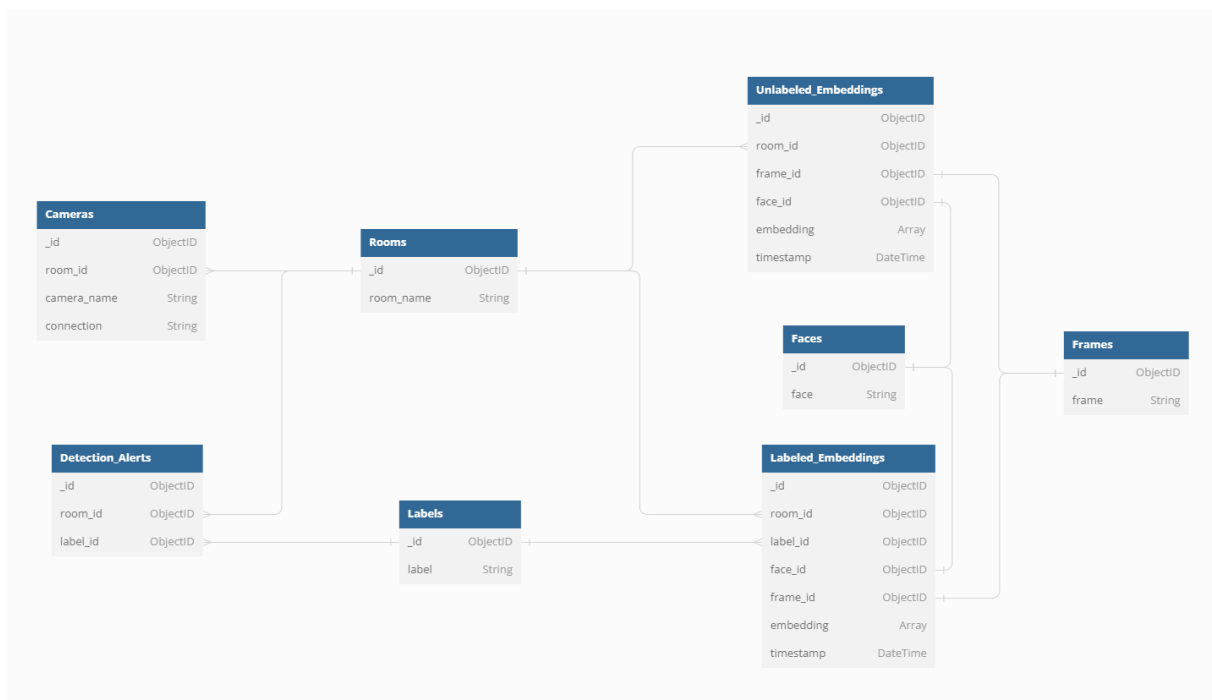 Unlabeled_Embeddings
_id ObjectID
room_id ObjectID
frame_id ObjectID
face_id ObjectID
embedding Array
timestamp DateTime
Cameras
_id ObjectID
room_id ObjectID
camera_name String
connection String
Rooms
_id ObjectID
room_name String
Faces
_id ObjectID
face String
Frames
_id ObjectID
frame String
Detection_Alerts
_id ObjectID
room_id ObjectID
label_id ObjectID
Labels
_id ObjectID
label String
Labeled_Embeddings
_id ObjectID
room_id ObjectID
label_id ObjectID
face_id ObjectID
frame_id ObjectID
embedding Array
timestamp DateTime